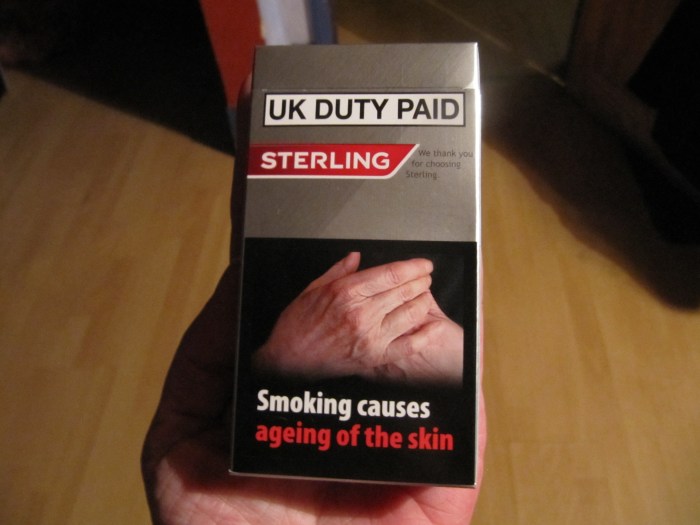 UK DUTY PAID
STERLING
We thank you
for choosing
Sterling.
Smoking causes
ageing of the skin